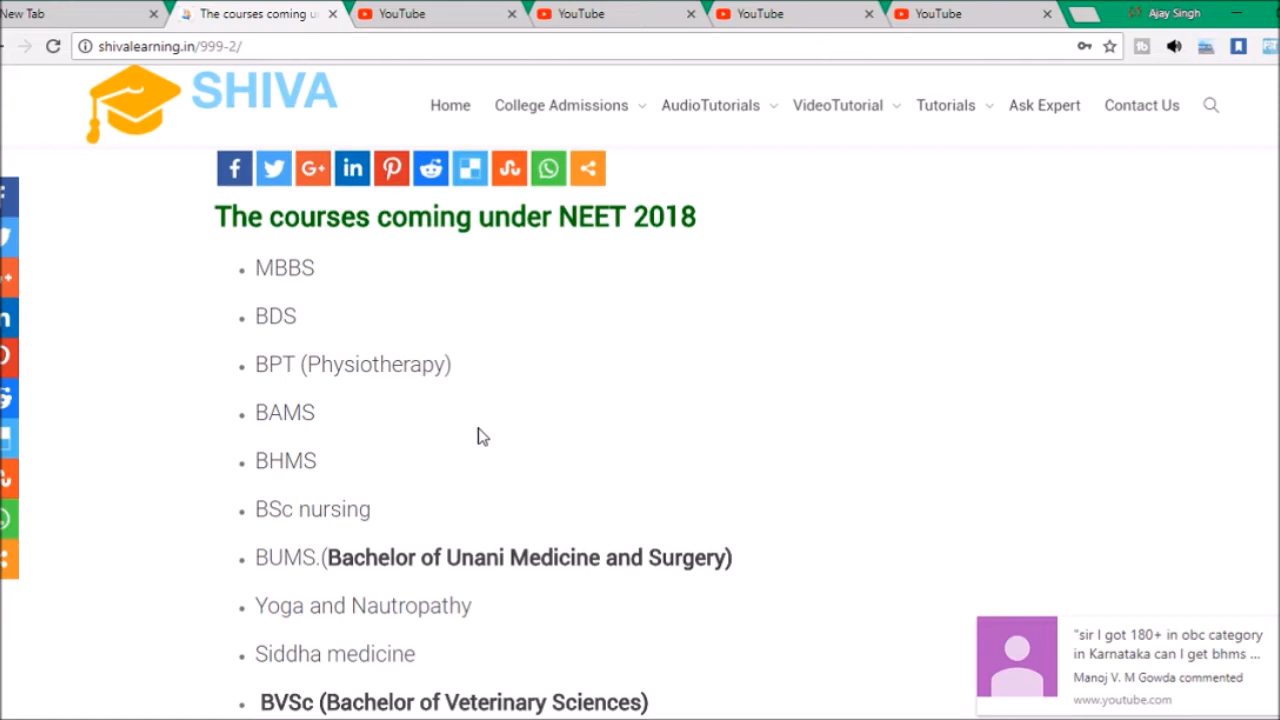 New Tab
The courses coming u
YouTube
YouTube
YouTube
YouTube
Ajay Singh
shivalearning.in/999-2/
SHIVA
Home
College Admissions
AudioTutorials
VideoTutorial
Tutorials
Ask Expert
Contact Us
The courses coming under NEET 2018
• MBBS
• BDS
• BPT (Physiotherapy)
• BAMS
• BHMS
• BSc nursing
• BUMS.(Bachelor of Unani Medicine and Surgery)
• Yoga and Nautropathy
• Siddha medicine
• BVSc (Bachelor of Veterinary Sciences)
"sir I got 180+ in obc category
in Karnataka can I get bhms ...
Manoj V. M Gowda commented
www.youtube.com